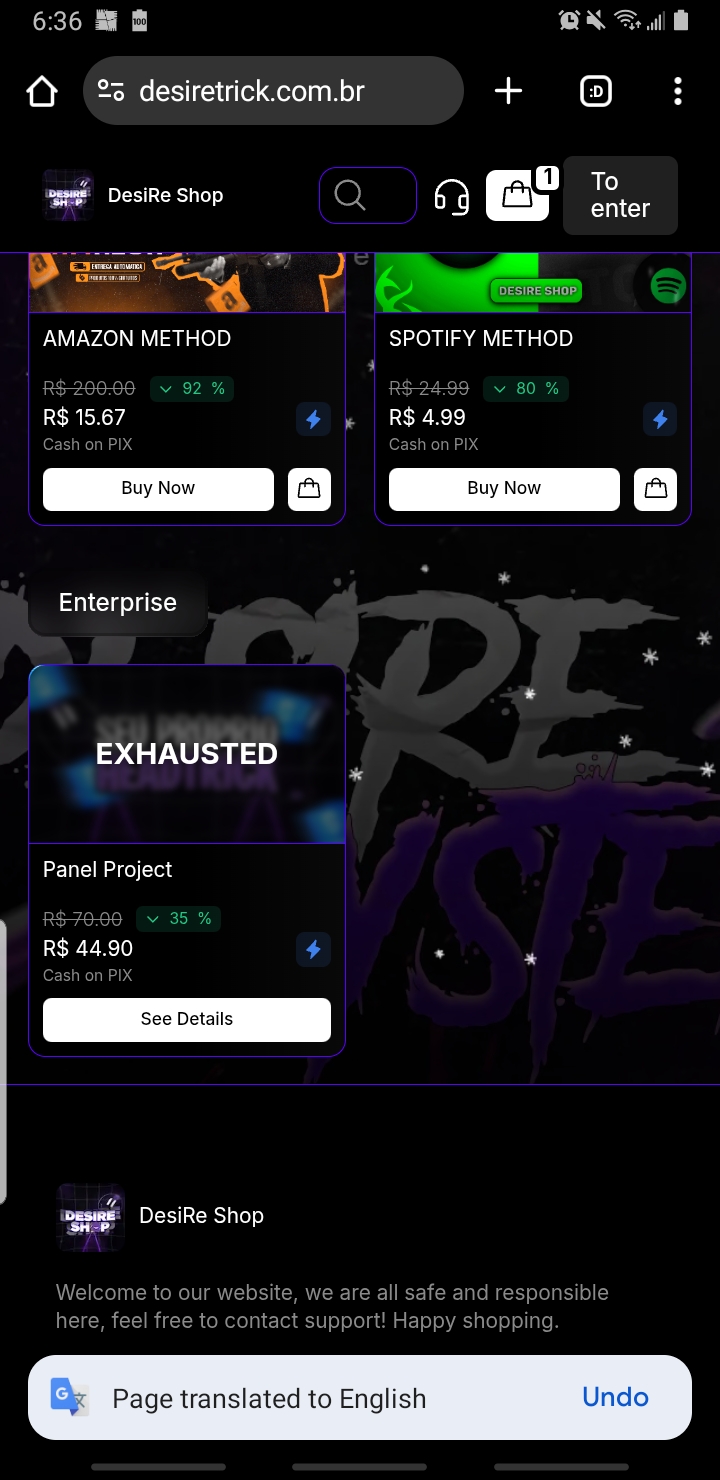 6:36
100
desiretrick.com.br
:D
DESIRE
SHOP
DesiRe Shop
1
To
enter
ENTREGA AUTOMATICA
DESIRE SHOP
AMAZON METHOD
SPOTIFY METHOD
R$ 200.00 92 %
R$ 24.99 80 %
R$ 15.67
R$ 4.99
Cash on PIX
Cash on PIX
Buy Now
Buy Now
Enterprise
SEU PROPRIO
EXHAUSTED
HEADTRICK
Panel Project
R$ 70.00 35 %
R$ 44.90
Cash on PIX
See Details
DESIRE
SHOP
DesiRe Shop
Welcome to our website, we are all safe and responsible
here, feel free to contact support! Happy shopping.
Page translated to English Undo